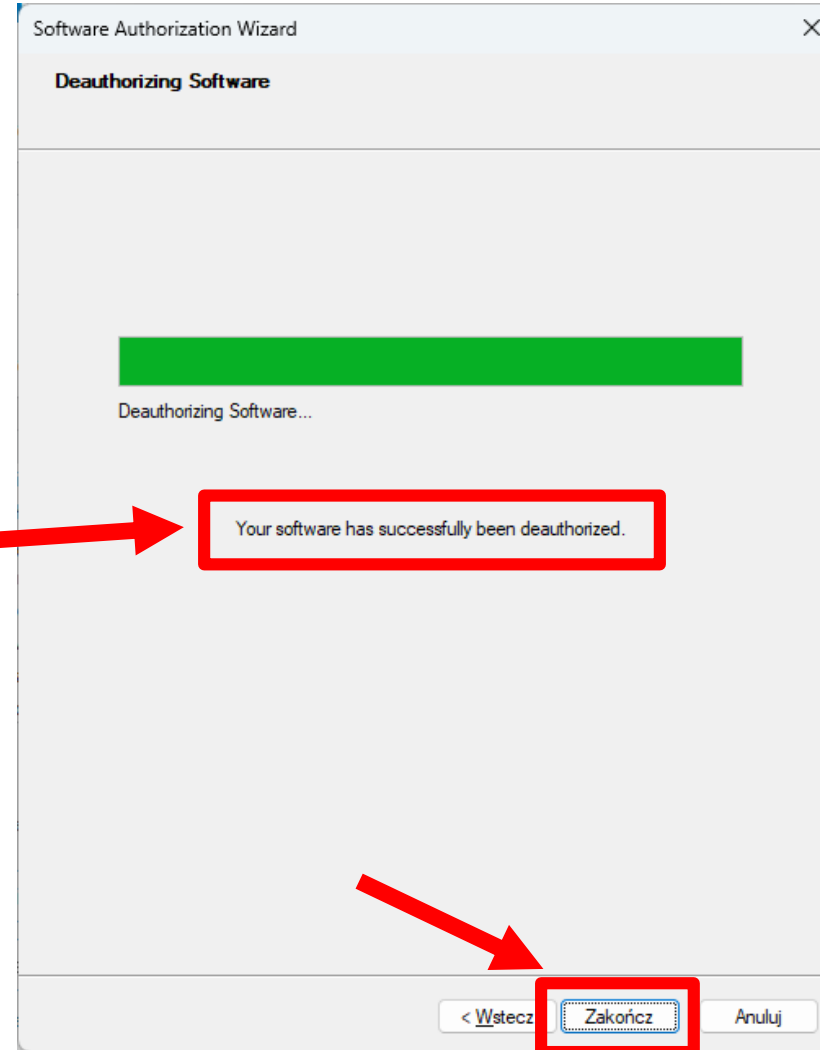 Software Authorization Wizard
Deauthorizing Software
Deauthorizing Software...
Your software has successfully been deauthorized.
< Wstecz
Zakończ
Anuluj